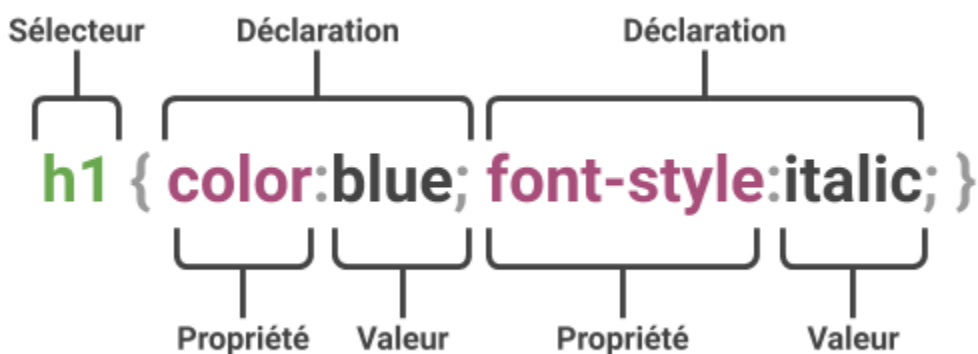 Sélecteur Déclaration Déclaration
h1 { color:blue; font-style:italic; }
Propriété Valeur Propriété Valeur